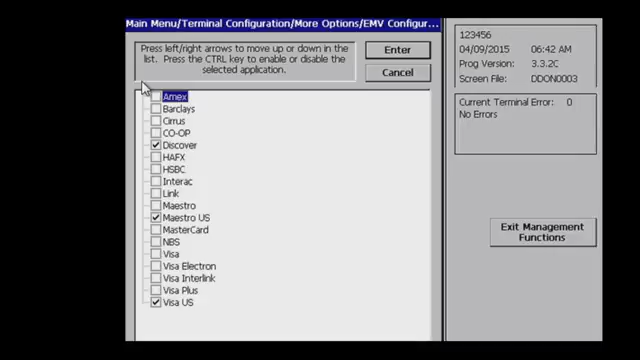 Main Menu/Terminal Configuration/More Options/EMV Configur...
Press left/right arrows to move up or down in the
list. Press the CTRL key to enable or disable the
selected application.
Enter
Cancel
Amex
Barclays
Cirrus
CO-OP
Discover
HAFX
HSBC
Interac
Link
Maestro
Maestro US
MasterCard
NBS
Visa
Visa Electron
Visa Interlink
Visa Plus
Visa US
123456
04/09/2015 06:42 AM
Prog Version: 3.3.2C
Screen File: DDON0003
Current Terminal Error: 0
No Errors
Exit Management
Functions